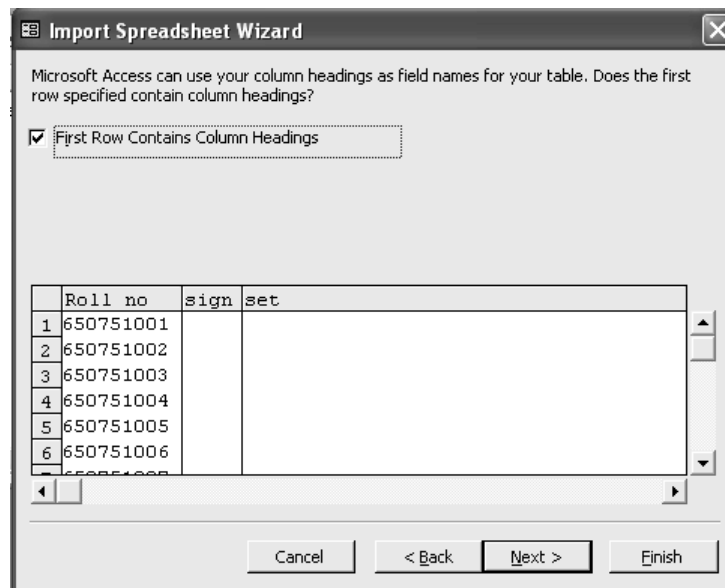 Import Spreadsheet Wizard
Microsoft Access can use your column headings as field names for your table. Does the first
row specified contain column headings?
First Row Contains Column Headings
Roll no sign set
1 650751001
2 650751002
3 650751003
4 650751004
5 650751005
6 650751006
Cancel < Back Next > Finish